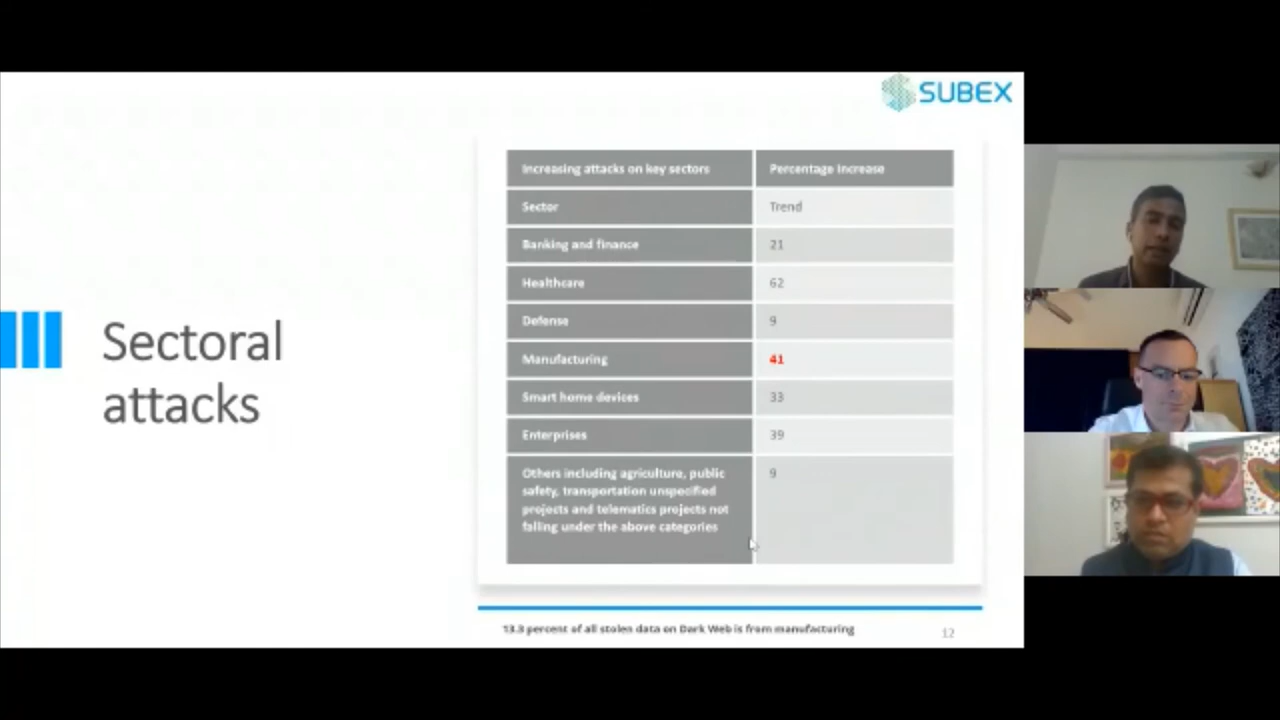 SUBEX
Sectoral
attacks
Increasing attacks on key sectors
Percentage Increase
Sector
Trend
Banking and finance
21
Healthcare
62
Defense
9
Manufacturing
41
Smart home devices
33
Enterprises
39
Others including agriculture, public
safety, transportation unspecified
projects and telematics projects not
falling under the above categories
9
13.3 percent of all stolen data on Dark Web is from manufacturing
12